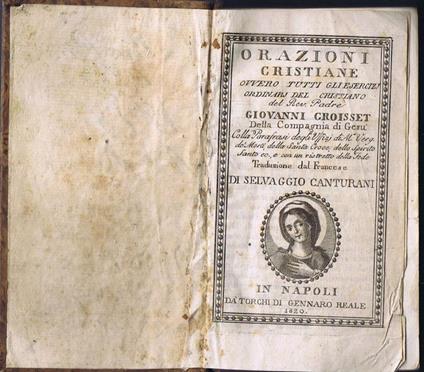 ORAZIONI
CRISTIANE
OVVERO TUTTI GLI ESERCIZJ
ORDINARJ DEL CRISTIANO
del Rev. Padre
GIOVANNI CROISSET
Della Compagnia di Gesù
Colla Parafrasi degli Uffizj di M. Verg.
de' Morti, della Santa Croce, dello Spirito
Santo ec. e con un ristretto della Fede
Traduzione dal Francese
DI SELVAGGIO CANTURANI
IN NAPOLI
DA' TORCHI DI GENNARO REALE
1820.